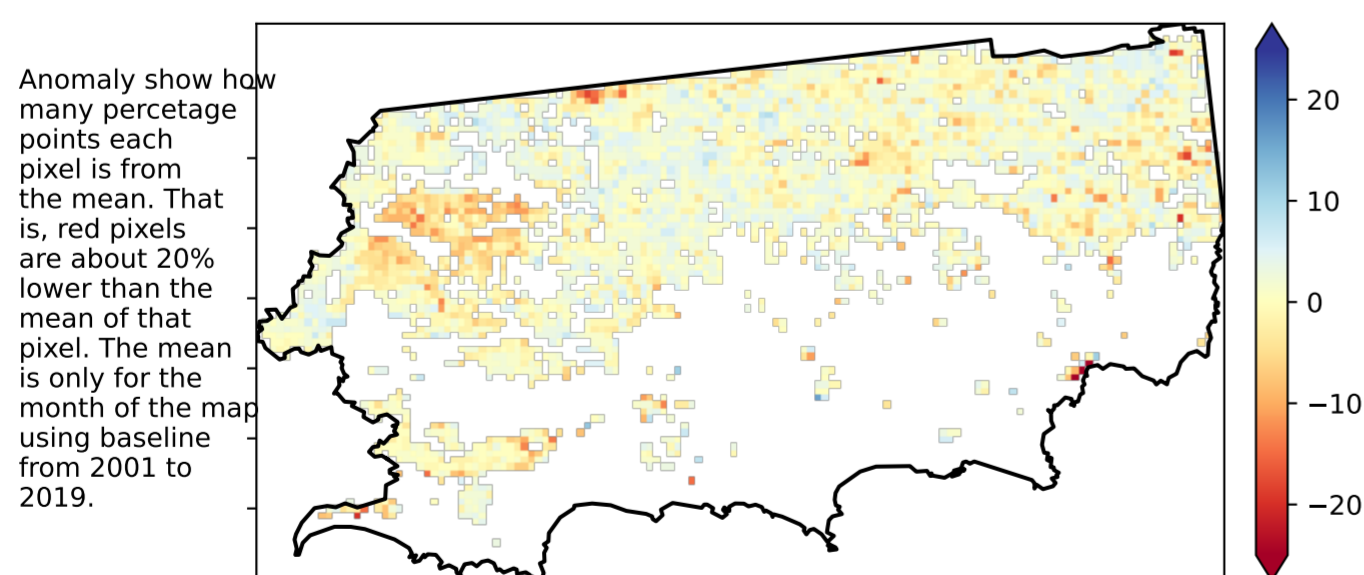 Anomaly show how
many percetage
points each
pixel is from
the mean. That
is, red pixels
are about 20%
lower than the
mean of that
pixel. The mean
is only for the
month of the map
using baseline
from 2001 to
2019.
20
10
0
−10
−20